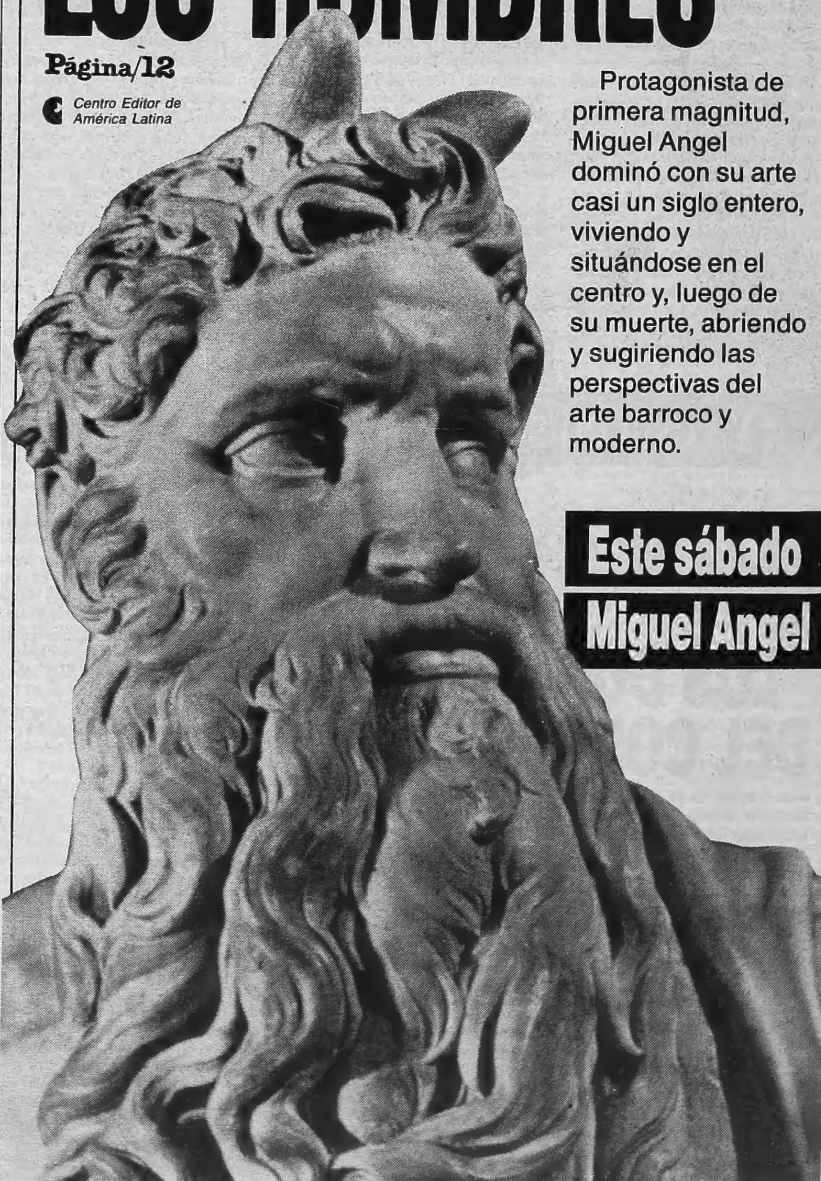 LOS HOMBRES
Página/12
Centro Editor de
América Latina
Protagonista de
primera magnitud,
Miguel Angel
dominó con su arte
casi un siglo entero,
viviendo y
situándose en el
centro y, luego de
su muerte, abriendo
y sugiriendo las
perspectivas del
arte barroco y
moderno.
Este sábado
Miguel Angel